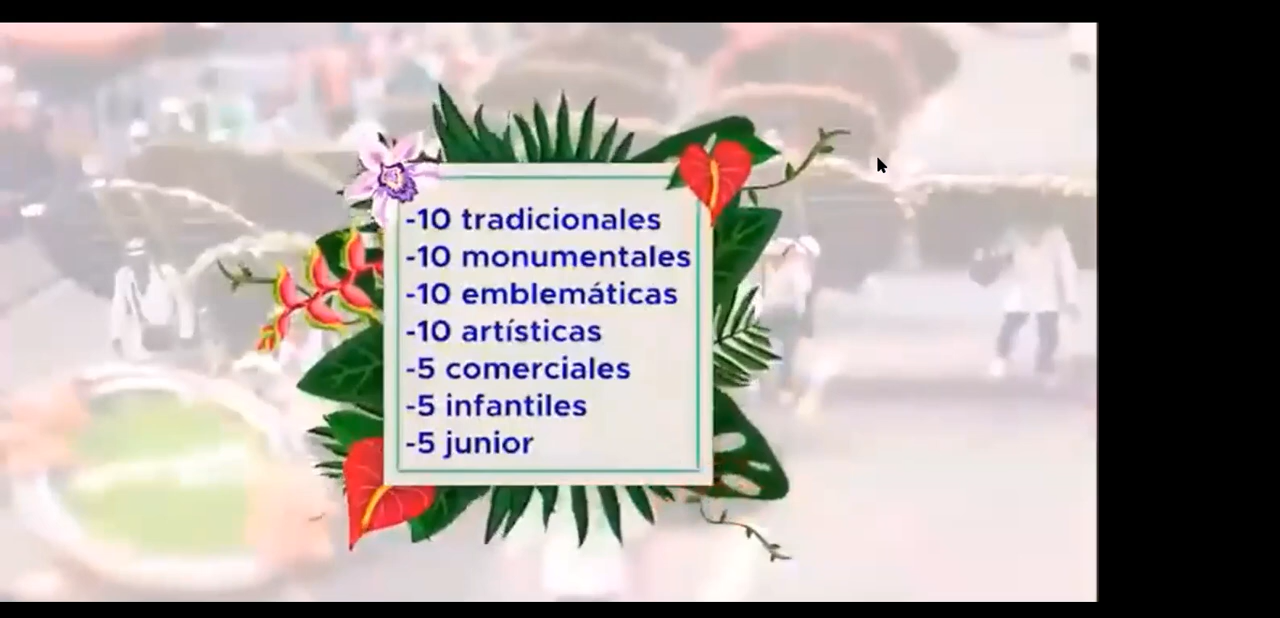 -10 tradicionales
-10 monumentales
-10 emblemáticas
-10 artísticas
-5 comerciales
-5 infantiles
-5 junior